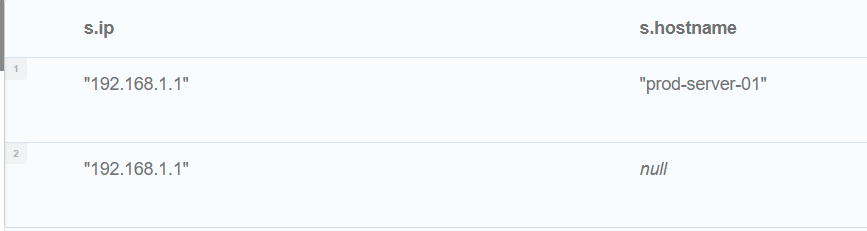 s.ip s.hostname
1 "192.168.1.1" "prod-server-01"
2 "192.168.1.1" null